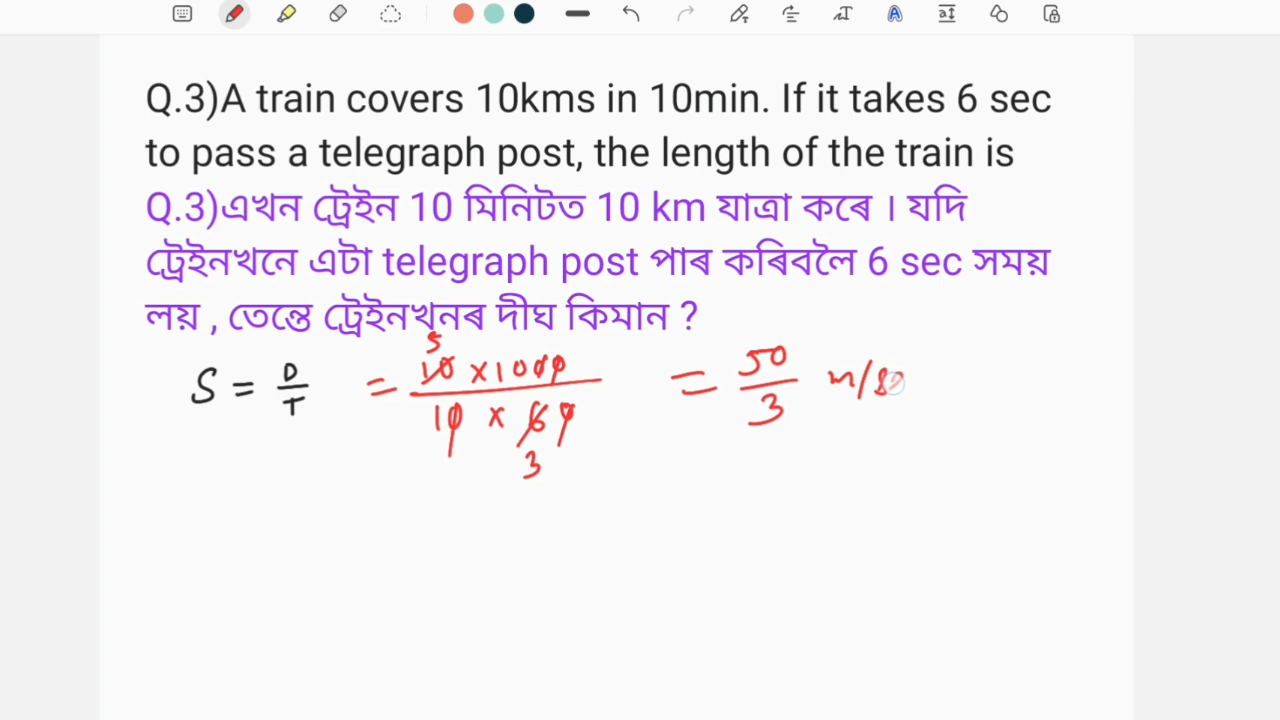 Q.3)A train covers 10kms in 10min. If it takes 6 sec
to pass a telegraph post, the length of the train is
Q.3)এখন ট্ৰেইন 10 মিনিটত 10 km যাত্ৰা কৰে । যদি
ট্ৰেইনখনে এটা telegraph post পাৰ কৰিবলৈ 6 sec সময়
লয় , তেন্তে ট্ৰেইনখনৰ দীঘ কিমান ?
5
S = D/T = 10 x 1000 / 10 x 60 = 50/3 m/s
3